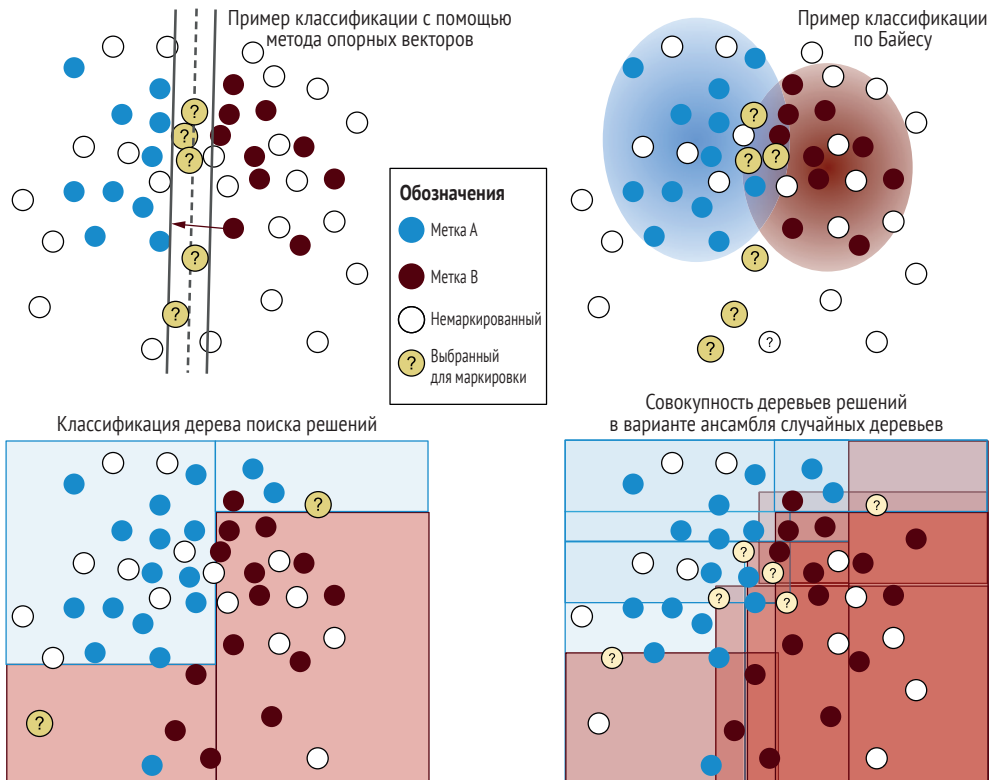 Пример классификации с помощью
метода опорных векторов
?
?
?
?
?
Пример классификации
по Байесу
?
?
?
?
?
?
?
Обозначения
Метка A
Метка B
Немаркированный
?
Выбранный
для маркировки
Классификация дерева поиска решений
?
?
Совокупность деревьев решений
в варианте ансамбля случайных деревьев
?
?
?
?
?
?